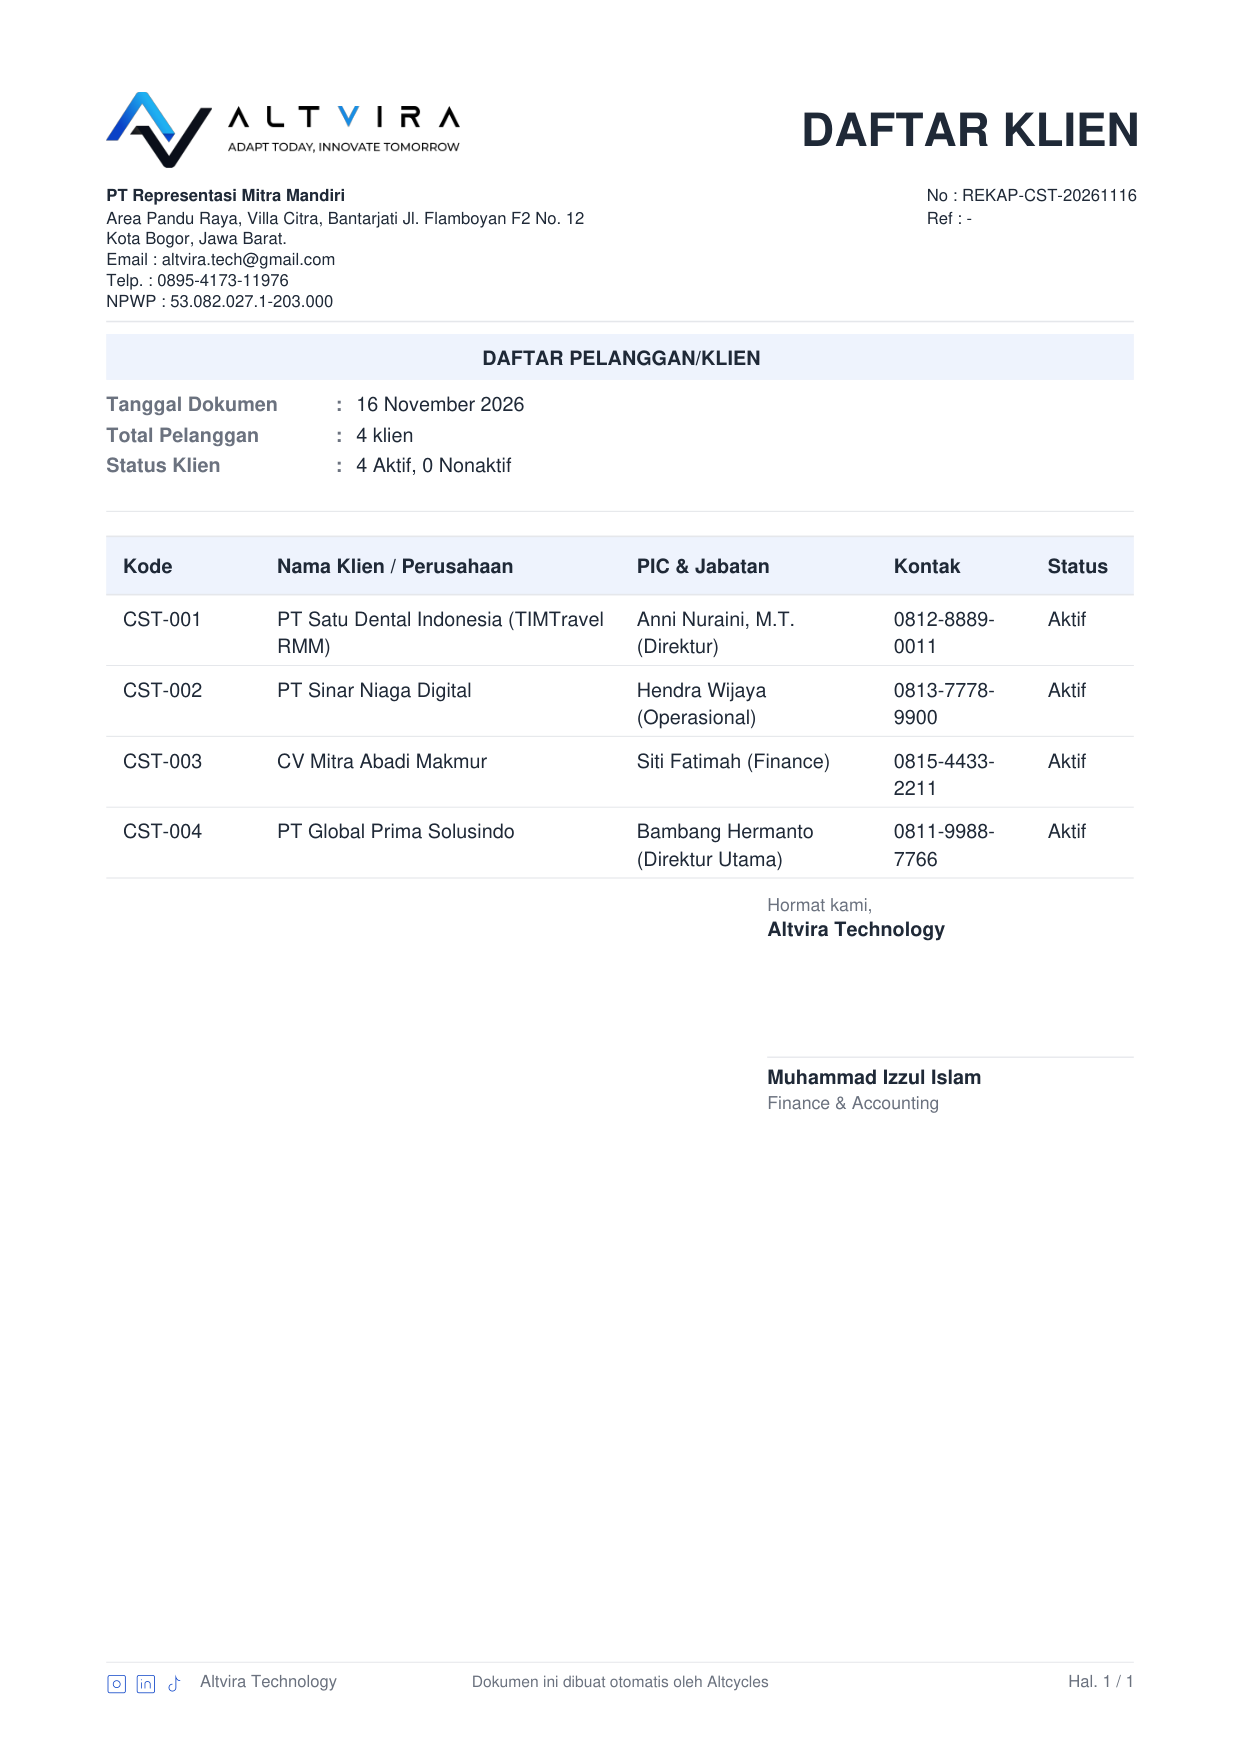 ALTVIRA
ADAPT TODAY, INNOVATE TOMORROW
DAFTAR KLIEN
PT Representasi Mitra Mandiri
Area Pandu Raya, Villa Citra, Bantarjati Jl. Flamboyan F2 No. 12
Kota Bogor, Jawa Barat.
Email : altvira.tech@gmail.com
Telp. : 0895-4173-11976
NPWP : 53.082.027.1-203.000
No : REKAP-CST-20261116
Ref : -
DAFTAR PELANGGAN/KLIEN
Tanggal Dokumen : 16 November 2026
Total Pelanggan : 4 klien
Status Klien : 4 Aktif, 0 Nonaktif
Kode Nama Klien / Perusahaan PIC & Jabatan Kontak Status
CST-001 PT Satu Dental Indonesia (TIMTravel Anni Nuraini, M.T. 0812-8889- Aktif
RMM) (Direktur) 0011
CST-002 PT Sinar Niaga Digital Hendra Wijaya 0813-7778- Aktif
(Operasional) 9900
CST-003 CV Mitra Abadi Makmur Siti Fatimah (Finance) 0815-4433- Aktif
2211
CST-004 PT Global Prima Solusindo Bambang Hermanto 0811-9988- Aktif
(Direktur Utama) 7766
Hormat kami,
Altvira Technology
Muhammad Izzul Islam
Finance & Accounting
Altvira Technology Dokumen ini dibuat otomatis oleh Altcycles Hal. 1 / 1